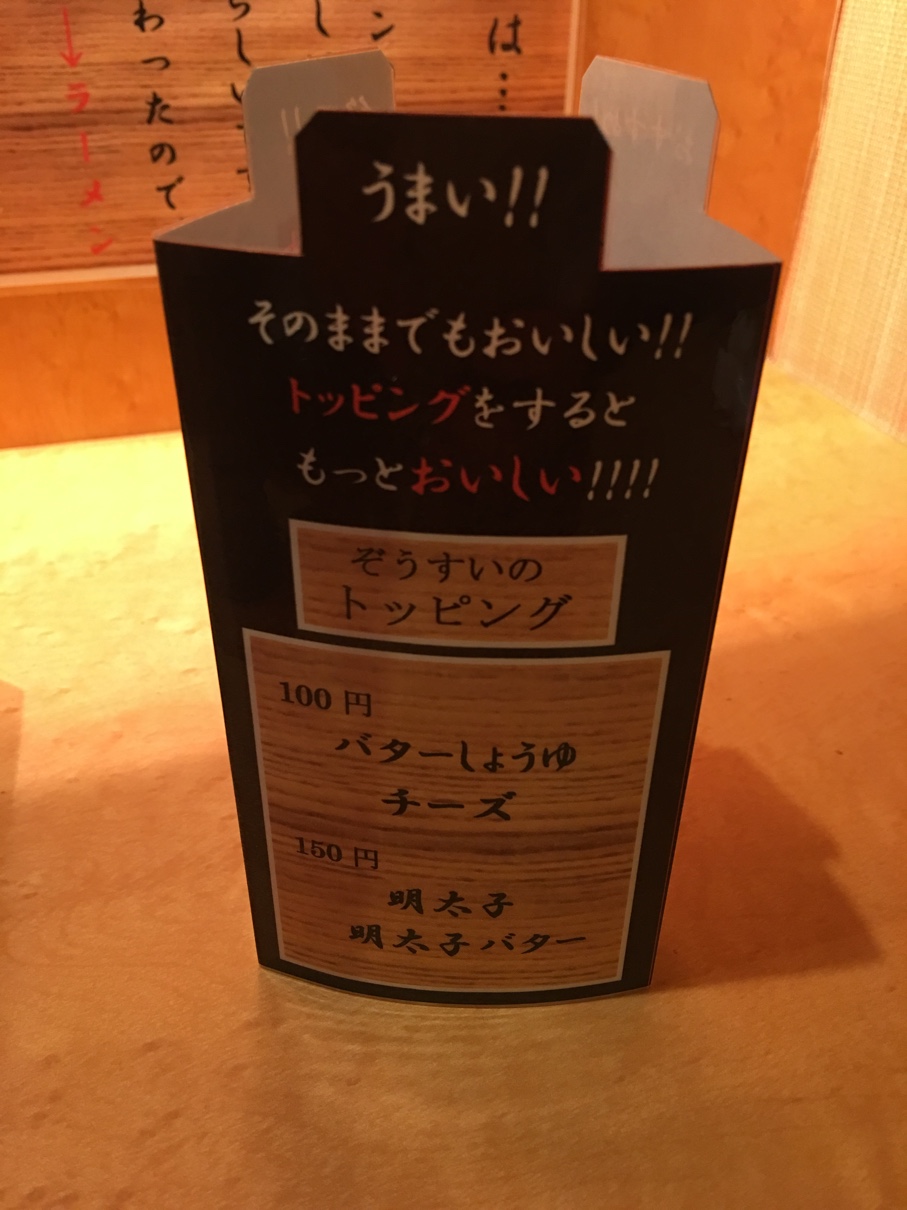 うまい!!
そのままでもおいしい!!
トッピングをすると
もっとおいしい!!!!
ぞうすいの
トッピング
100 円
バターしょうゆ
チーズ
150 円
明太子
明太子バター
は…
ン
し
わったので
↓ラーメン